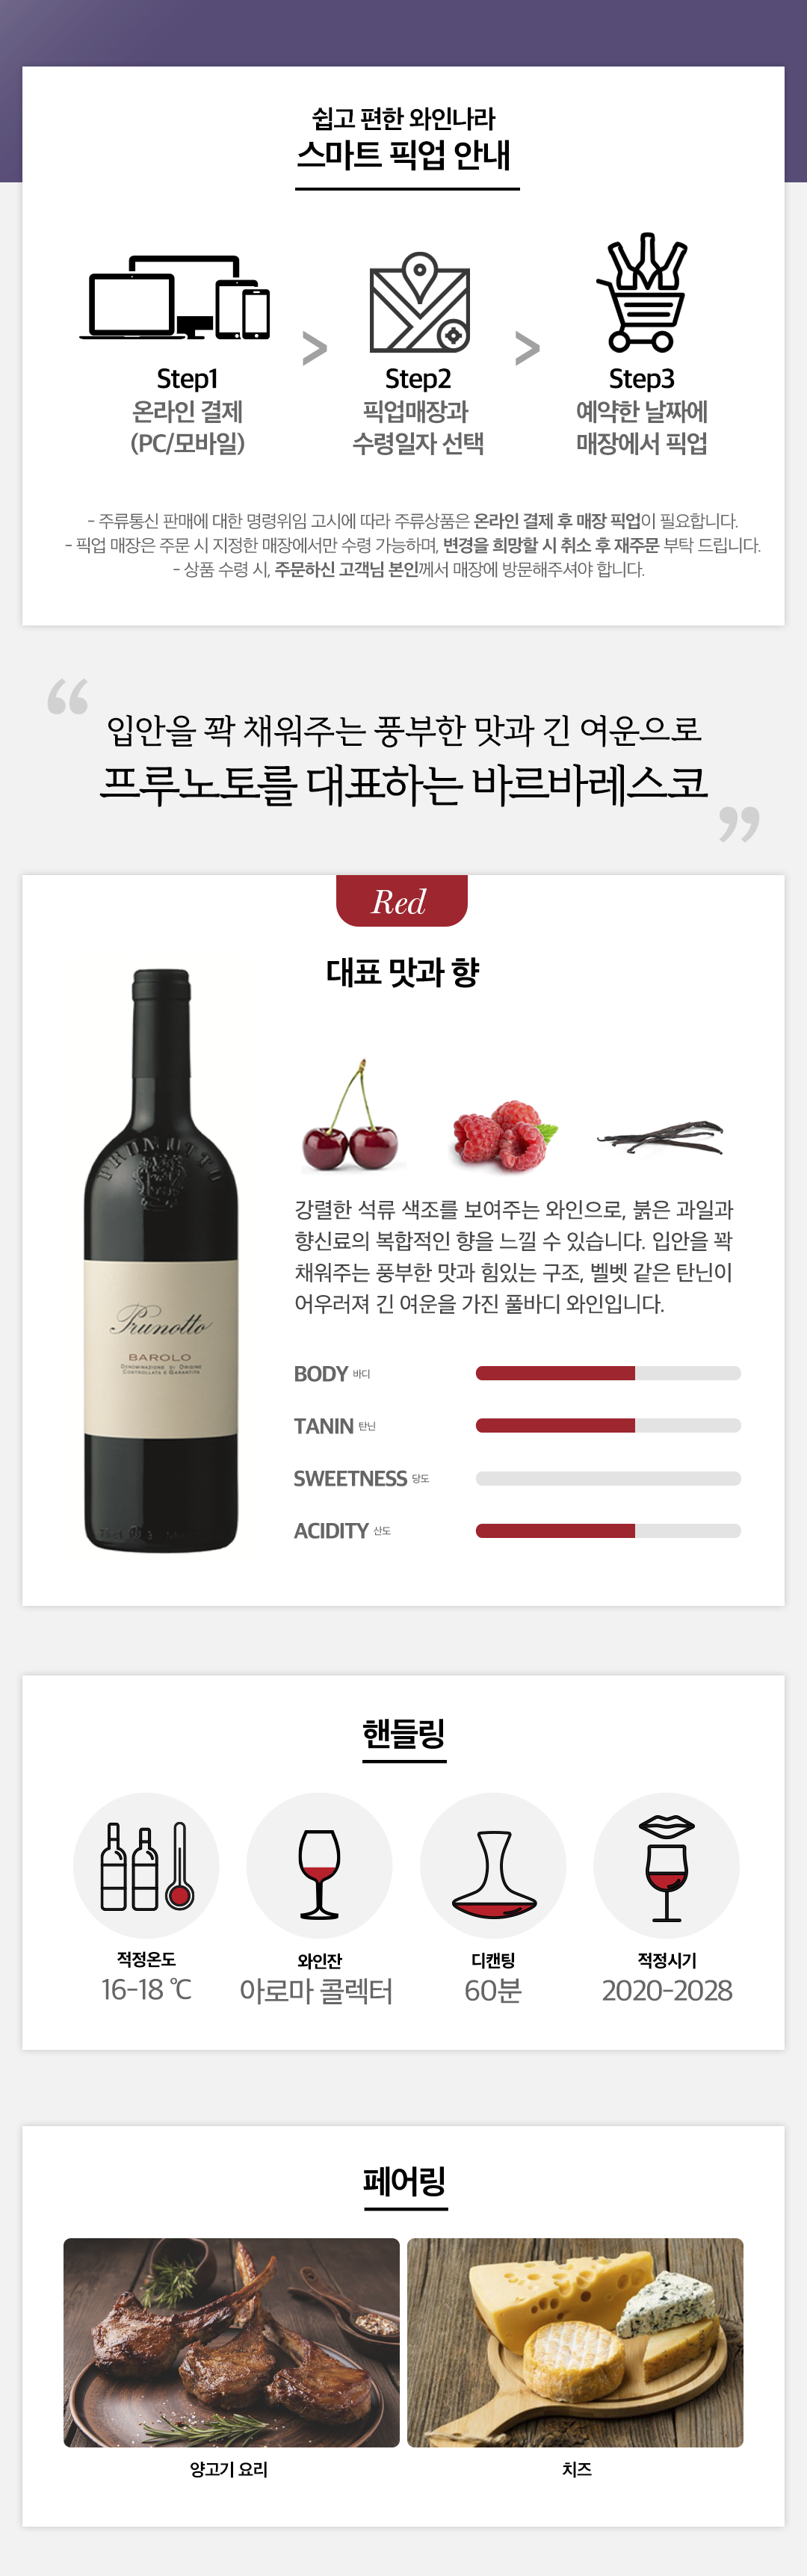 쉽고 편한 와인나라
스마트 픽업 안내
Step1
온라인 결제
(PC/모바일)
>
Step2
픽업매장과
수령일자 선택
>
Step3
예약한 날짜에
매장에서 픽업
- 주류통신 판매에 대한 명령위임 고시에 따라 주류상품은 온라인 결제 후 매장 픽업이 필요합니다.
- 픽업 매장은 주문 시 지정한 매장에서만 수령 가능하며, 변경을 희망할 시 취소 후 재주문 부탁 드립니다.
- 상품 수령 시, 주문하신 고객님 본인께서 매장에 방문해주셔야 합니다.
“
입안을 꽉 채워주는 풍부한 맛과 긴 여운으로
프루노토를 대표하는 바르바레스코
”
Red
대표 맛과 향
PRUNOTTO
Prunotto
BAROLO
DENOMINAZIONE DI ORIGINE
CONTROLLATA E GARANTITA
강렬한 석류 색조를 보여주는 와인으로, 붉은 과일과
향신료의 복합적인 향을 느낄 수 있습니다. 입안을 꽉
채워주는 풍부한 맛과 힘있는 구조, 벨벳 같은 탄닌이
어우러져 긴 여운을 가진 풀바디 와인입니다.
BODY 바디
TANIN 탄닌
SWEETNESS 당도
ACIDITY 산도
핸들링
적정온도
16-18 ℃
와인잔
아로마 콜렉터
디캔팅
60분
적정시기
2020-2028
페어링
양고기 요리
치즈